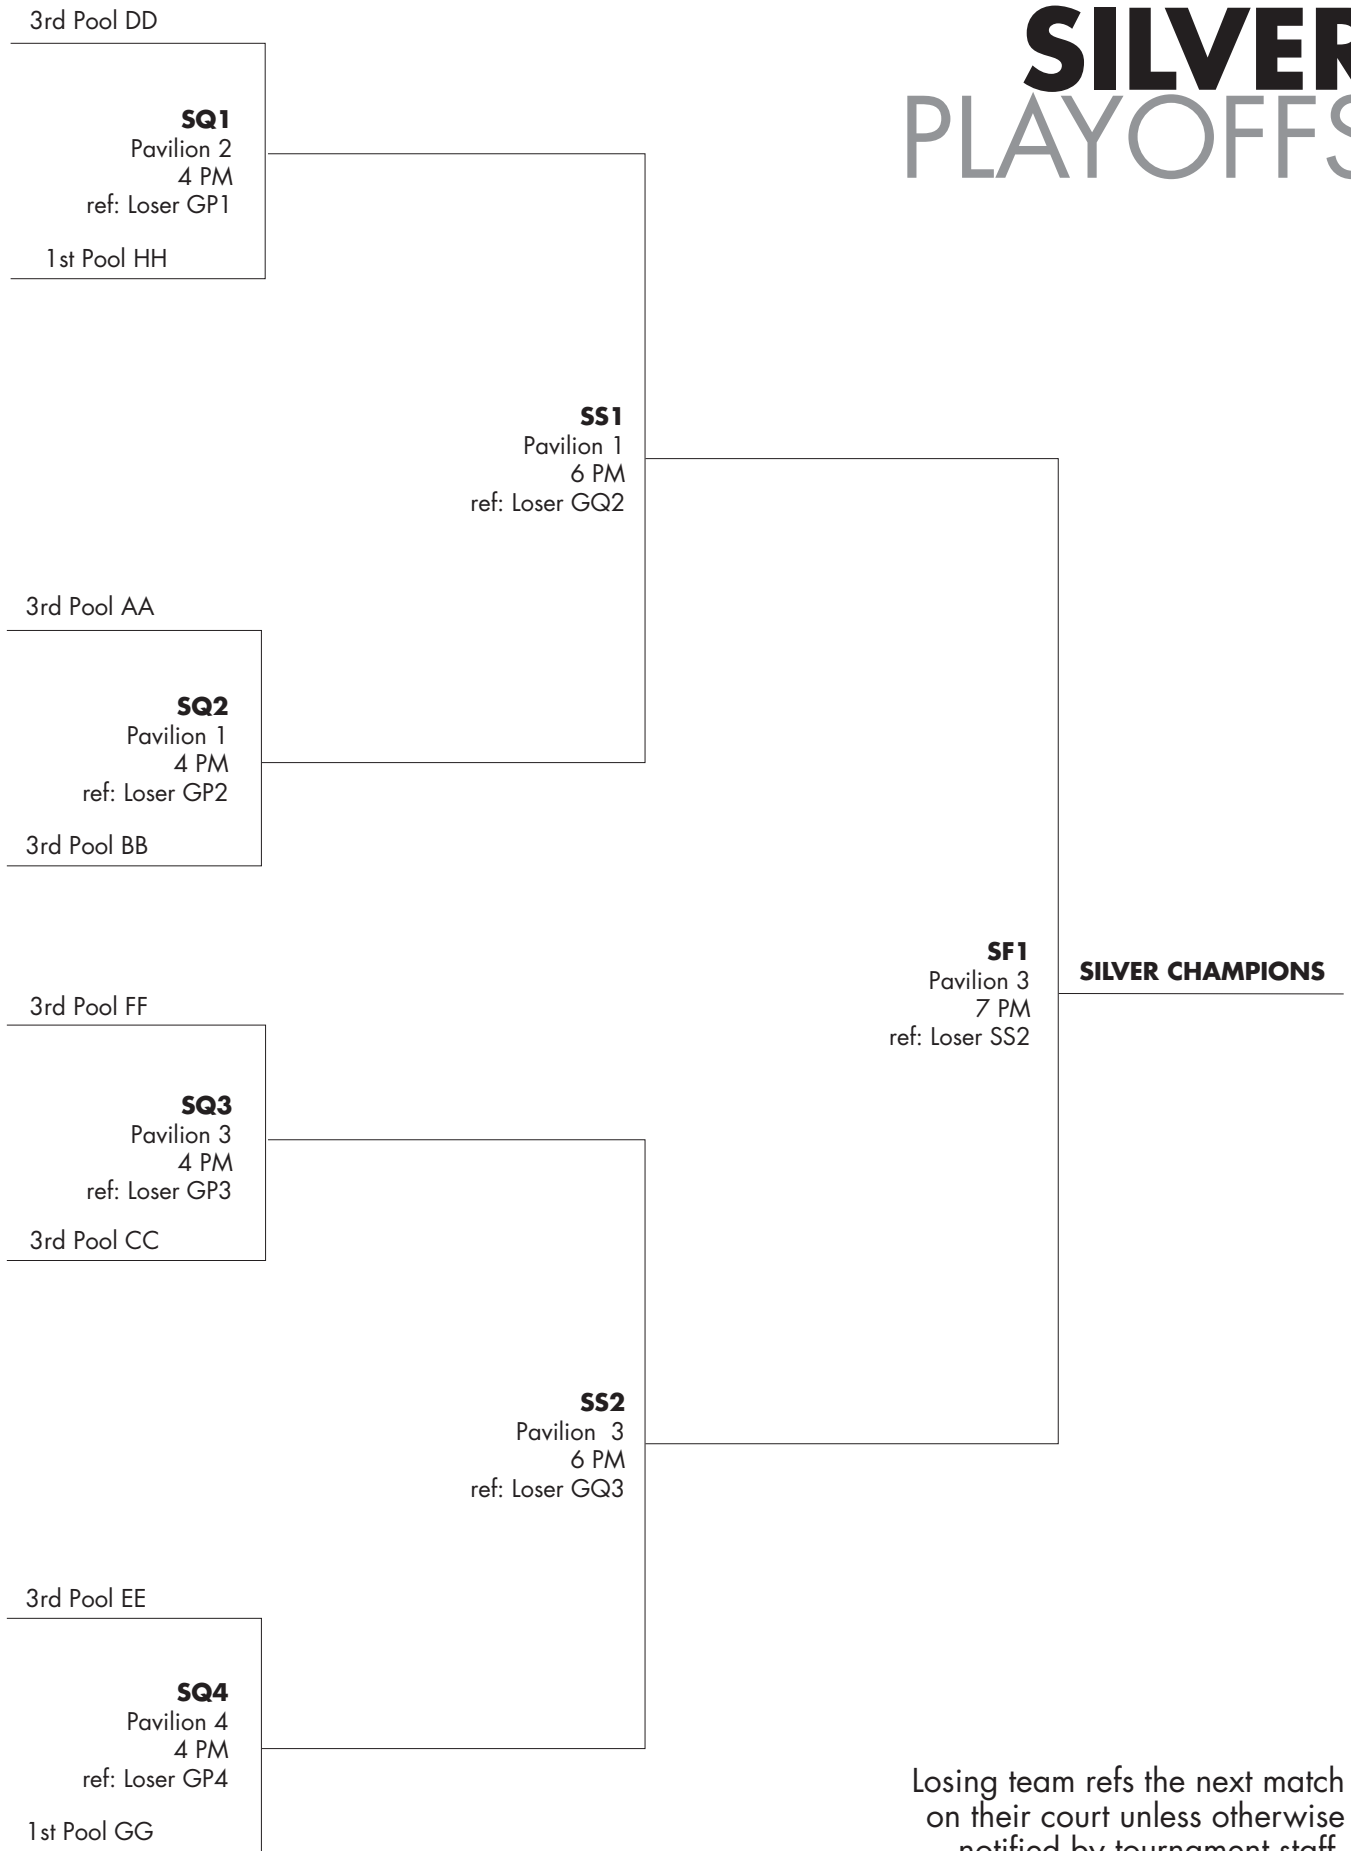 SILVER
PLAYOFFS
3rd Pool DD
SQ1
Pavilion 2
4 PM
ref: Loser GP1
1st Pool HH
SS1
Pavilion 1
6 PM
ref: Loser GQ2
3rd Pool AA
SQ2
Pavilion 1
4 PM
ref: Loser GP2
3rd Pool BB
SF1
Pavilion 3
7 PM
ref: Loser SS2
SILVER CHAMPIONS
3rd Pool FF
SQ3
Pavilion 3
4 PM
ref: Loser GP3
3rd Pool CC
SS2
Pavilion 3
6 PM
ref: Loser GQ3
3rd Pool EE
SQ4
Pavilion 4
4 PM
ref: Loser GP4
1st Pool GG
Losing team refs the next match
on their court unless otherwise
notified by tournament staff.